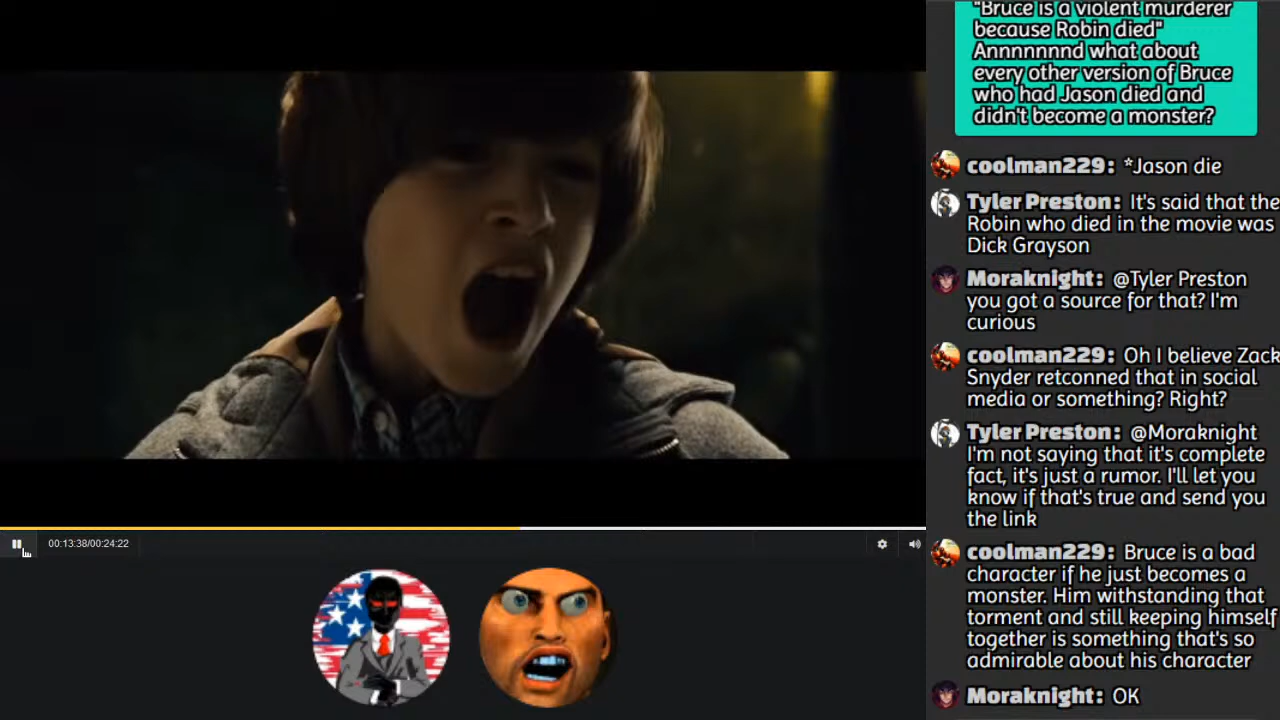 "Bruce is a violent murderer
because Robin died"
Annnnnnnd what about
every other version of Bruce
who had Jason died and
didn't become a monster?
coolman229: *Jason die
Tyler Preston: It's said that the
Robin who died in the movie was
Dick Grayson
Moraknight: @Tyler Preston
you got a source for that? I'm
curious
coolman229: Oh I believe Zack
Snyder retconned that in social
media or something? Right?
Tyler Preston: @Moraknight
I'm not saying that it's complete
fact, it's just a rumor. I'll let you
know if that's true and send you
the link
coolman229: Bruce is a bad
character if he just becomes a
monster. Him withstanding that
torment and still keeping himself
together is something that's so
admirable about his character
Moraknight: OK
00:13:38/00:24:22